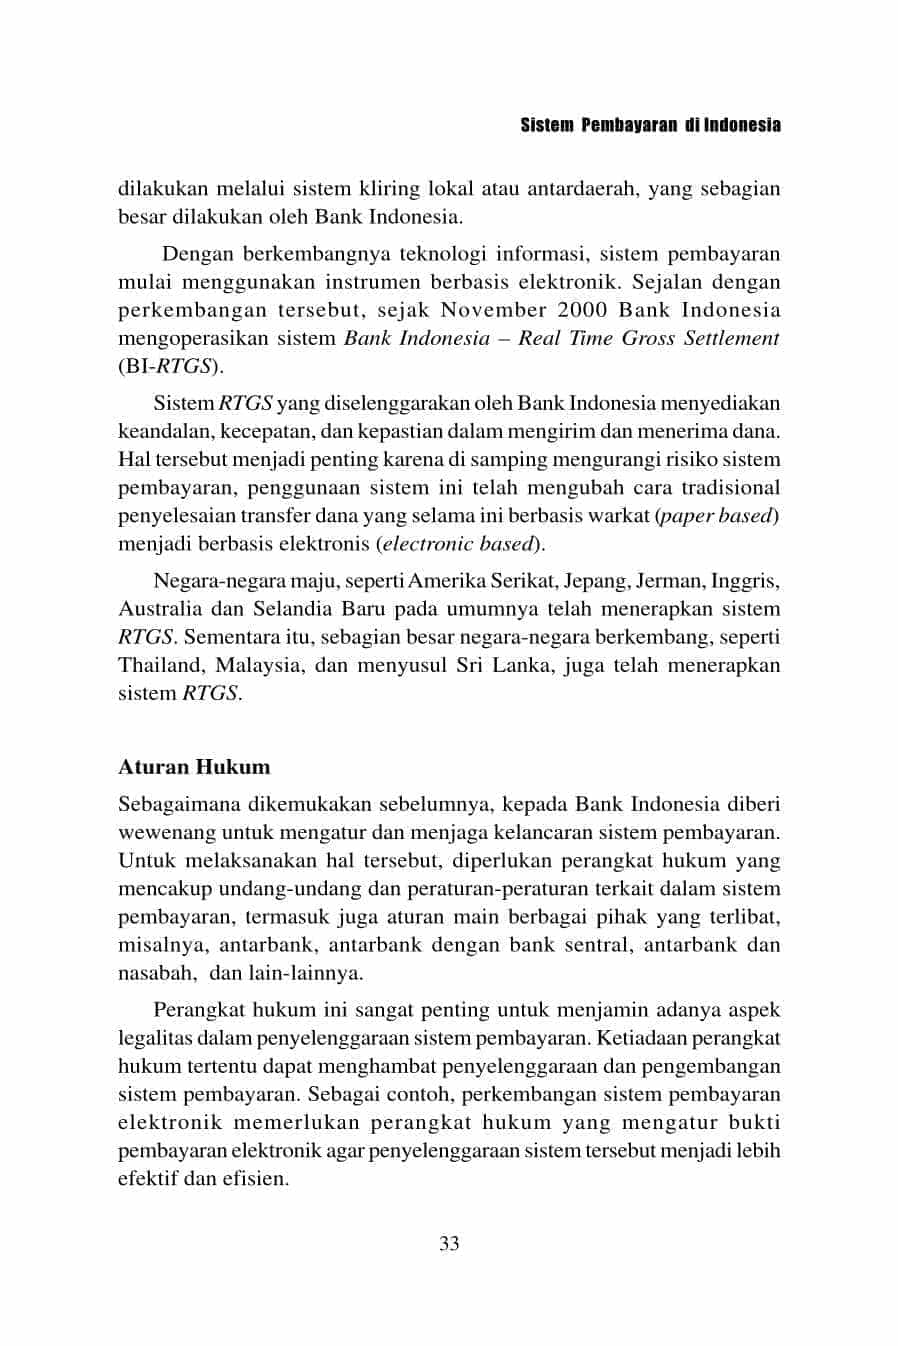 Sistem Pembayaran di Indonesia
dilakukan melalui sistem kliring lokal atau antardaerah, yang sebagian
besar dilakukan oleh Bank Indonesia.
Dengan berkembangnya teknologi informasi, sistem pembayaran
mulai menggunakan instrumen berbasis elektronik. Sejalan dengan
perkembangan tersebut, sejak November 2000 Bank Indonesia
mengoperasikan sistem Bank Indonesia – Real Time Gross Settlement
(BI-RTGS).
Sistem RTGS yang diselenggarakan oleh Bank Indonesia menyediakan
keandalan, kecepatan, dan kepastian dalam mengirim dan menerima dana.
Hal tersebut menjadi penting karena di samping mengurangi risiko sistem
pembayaran, penggunaan sistem ini telah mengubah cara tradisional
penyelesaian transfer dana yang selama ini berbasis warkat (paper based)
menjadi berbasis elektronis (electronic based).
Negara-negara maju, seperti Amerika Serikat, Jepang, Jerman, Inggris,
Australia dan Selandia Baru pada umumnya telah menerapkan sistem
RTGS. Sementara itu, sebagian besar negara-negara berkembang, seperti
Thailand, Malaysia, dan menyusul Sri Lanka, juga telah menerapkan
sistem RTGS.
Aturan Hukum
Sebagaimana dikemukakan sebelumnya, kepada Bank Indonesia diberi
wewenang untuk mengatur dan menjaga kelancaran sistem pembayaran.
Untuk melaksanakan hal tersebut, diperlukan perangkat hukum yang
mencakup undang-undang dan peraturan-peraturan terkait dalam sistem
pembayaran, termasuk juga aturan main berbagai pihak yang terlibat,
misalnya, antarbank, antarbank dengan bank sentral, antarbank dan
nasabah, dan lain-lainnya.
Perangkat hukum ini sangat penting untuk menjamin adanya aspek
legalitas dalam penyelenggaraan sistem pembayaran. Ketiadaan perangkat
hukum tertentu dapat menghambat penyelenggaraan dan pengembangan
sistem pembayaran. Sebagai contoh, perkembangan sistem pembayaran
elektronik memerlukan perangkat hukum yang mengatur bukti
pembayaran elektronik agar penyelenggaraan sistem tersebut menjadi lebih
efektif dan efisien.
33